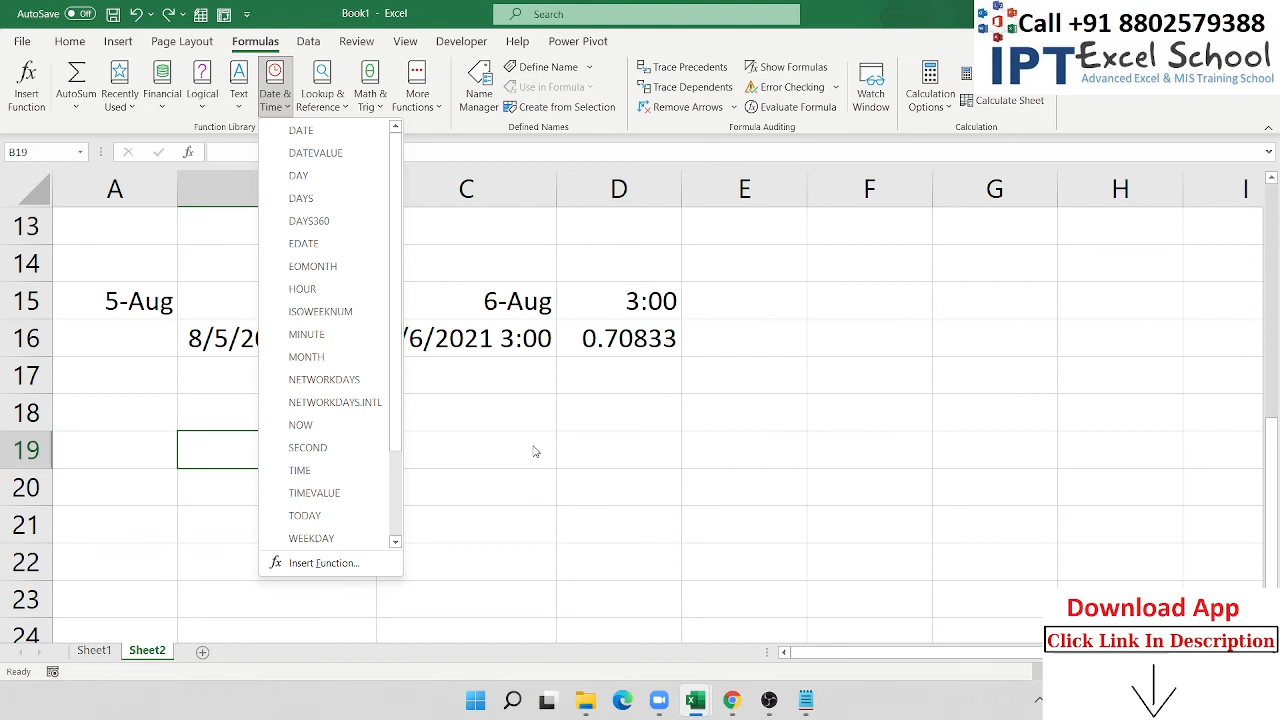 AutoSave Off
Book1 - Excel
Search
Call +91 8802579388
IPT Excel School
Advanced Excel & MIS Training School
File Home Insert Page Layout Formulas Data Review View Developer Help Power Pivot
Insert Function
AutoSum
Recently Used
Financial
Logical
Text
Date & Time
Lookup & Reference
Math & Trig
More Functions
Function Library
Name Manager
Define Name
Use in Formula
Create from Selection
Defined Names
Trace Precedents
Trace Dependents
Remove Arrows
Show Formulas
Error Checking
Evaluate Formula
Formula Auditing
Watch Window
Calculation Options
Calculate Sheet
Calculation
B19
fx
A C D E F G H I
DATE
DATEVALUE
DAY
DAYS
DAYS360
EDATE
EOMONTH
HOUR
ISOWEEKNUM
MINUTE
MONTH
NETWORKDAYS
NETWORKDAYS.INTL
NOW
SECOND
TIME
TIMEVALUE
TODAY
WEEKDAY
fx Insert Function...
13
14
15 5-Aug 6-Aug 3:00
16 8/5/20 /6/2021 3:00 0.70833
17
18
19
20
21
22
23
24
Download App
Click Link In Description
Sheet1 Sheet2
Ready